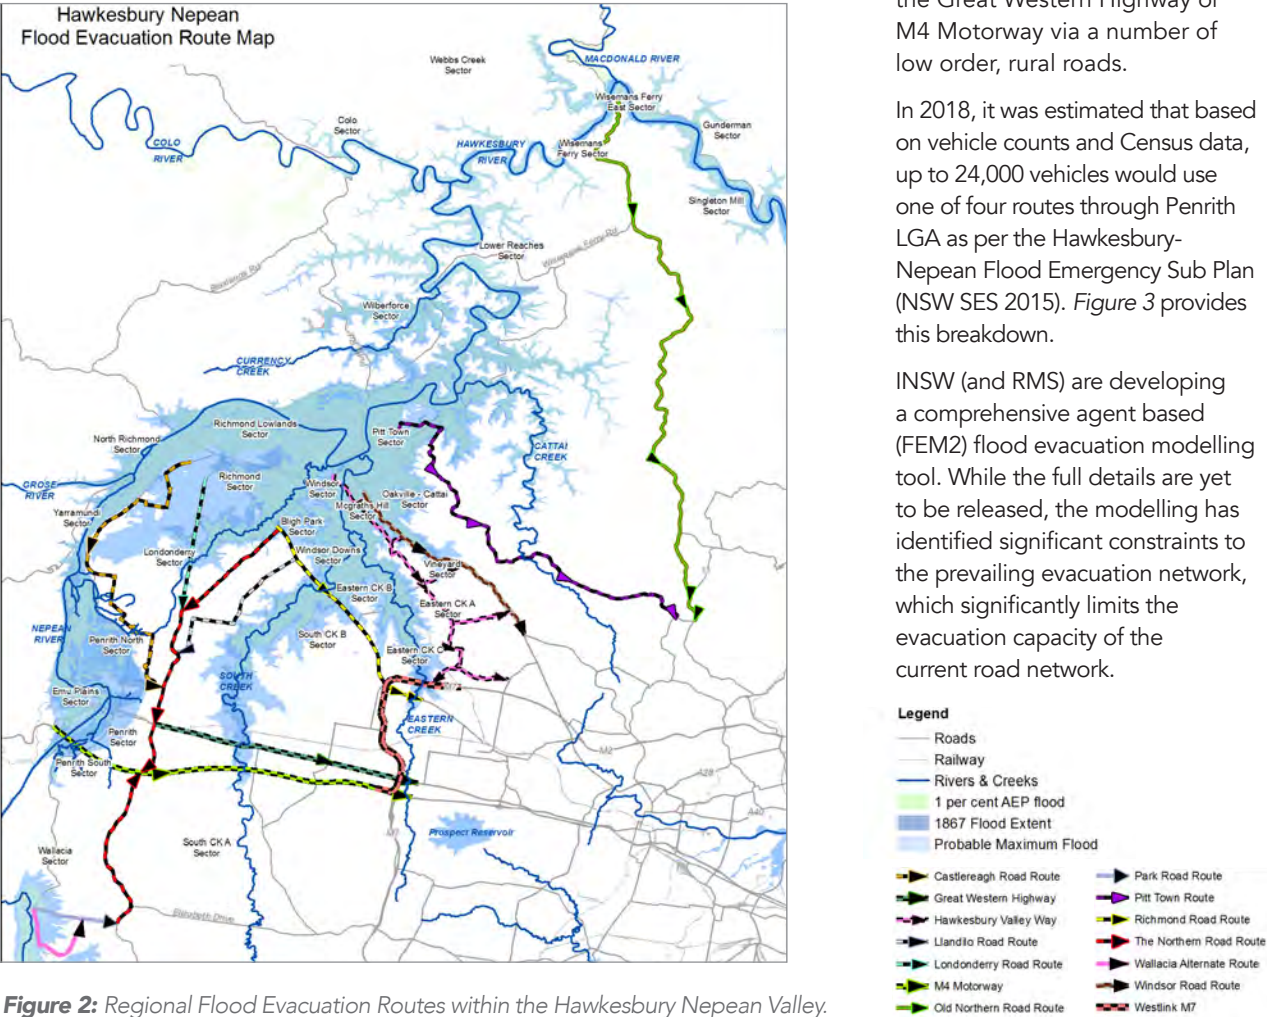 Hawkesbury Nepean
Flood Evacuation Route Map
Webbs Creek
Sector
MACDONALD RIVER
Wisemans Ferry
East Sector
Colo
Sector
Gunderman
Sector
COLO
RIVER
HAWKESBURY
RIVER
Wisemans
Ferry Sector
Singleton Mill
Sector
Lower Reaches
Sector
Wisemans Ferry Rd
Wilberforce
Sector
CURRENCY
CREEK
Richmond Lowlands
Sector
North Richmond
Sector
Pitt Town
Sector
CATTAI
CREEK
GROSE
RIVER
Richmond
Sector
Windsor
Sector
Oakville - Cattai
Sector
Mcgraths Hill
Sector
Yarramundi
Sector
Bligh Park
Sector
Londonderry
Sector
Windsor Downs
Sector
Vineyard
Sector
Eastern CK B
Sector
Eastern CK A
Sector
NEPEAN
RIVER
Penrith North
Sector
South CK B
Sector
Eastern CK C
Sector
SOUTH
CREEK
Emu Plains
Sector
EASTERN
CREEK
Penrith
Sector
M2
Penrith South
Sector
A28
A40
Prospect Reservoir
M7
South CK A
Sector
Wallacia
Sector
Elizabeth Drive
Figure 2: Regional Flood Evacuation Routes within the Hawkesbury Nepean Valley.
the Great Western Highway or
M4 Motorway via a number of
low order, rural roads.
In 2018, it was estimated that based
on vehicle counts and Census data,
up to 24,000 vehicles would use
one of four routes through Penrith
LGA as per the Hawkesbury-
Nepean Flood Emergency Sub Plan
(NSW SES 2015). Figure 3 provides
this breakdown.
INSW (and RMS) are developing
a comprehensive agent based
(FEM2) flood evacuation modelling
tool. While the full details are yet
to be released, the modelling has
identified significant constraints to
the prevailing evacuation network,
which significantly limits the
evacuation capacity of the
current road network.
Legend
Roads
Railway
Rivers & Creeks
1 per cent AEP flood
1867 Flood Extent
Probable Maximum Flood
Castlereagh Road Route
Great Western Highway
Hawkesbury Valley Way
Llandilo Road Route
Londonderry Road Route
M4 Motorway
Old Northern Road Route
Park Road Route
Pitt Town Route
Richmond Road Route
The Northern Road Route
Wallacia Alternate Route
Windsor Road Route
Westlink M7